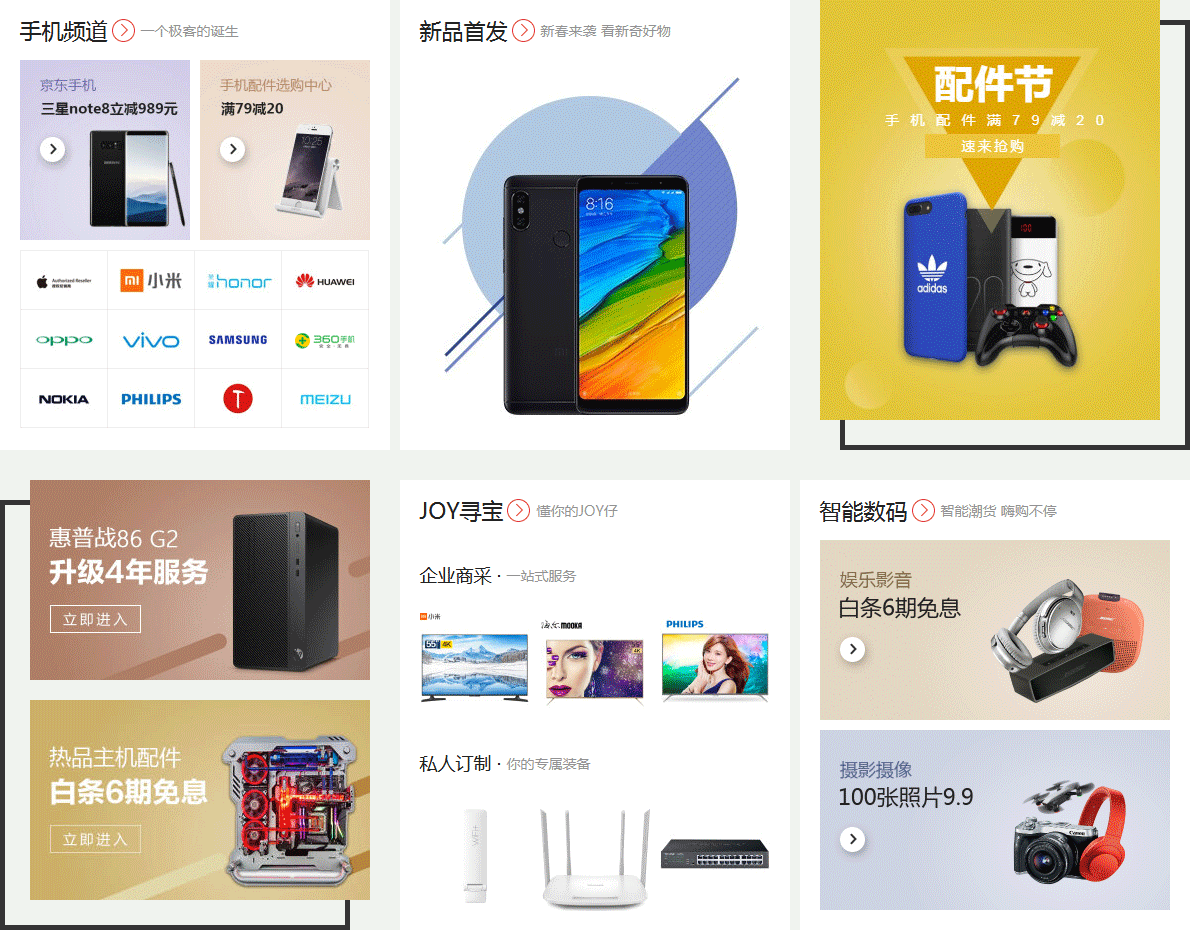 手机频道 一个极客的诞生
京东手机
三星note8立减989元
手机配件选购中心
满79减20
10:25
SAMSUNG
Authorized Reseller
小米
荣耀 honor
HUAWEI
OPPO
vivo
SAMSUNG
360手机
NOKIA
PHILIPS
T
MEIZU
新品首发 新春来袭 看新奇好物
8:16
配件节
手机配件满79减20
速来抢购
adidas
惠普战86 G2
升级4年服务
立即进入
热品主机配件
白条6期免息
立即进入
JOY寻宝 懂你的JOY仔
企业商采 · 一站式服务
小米
55" 4K
MOOKA
4K
PHILIPS
私人订制 · 你的专属装备
智能数码 智能潮货 嗨购不停
娱乐影音
白条6期免息
摄影摄像
100张照片9.9
Canon